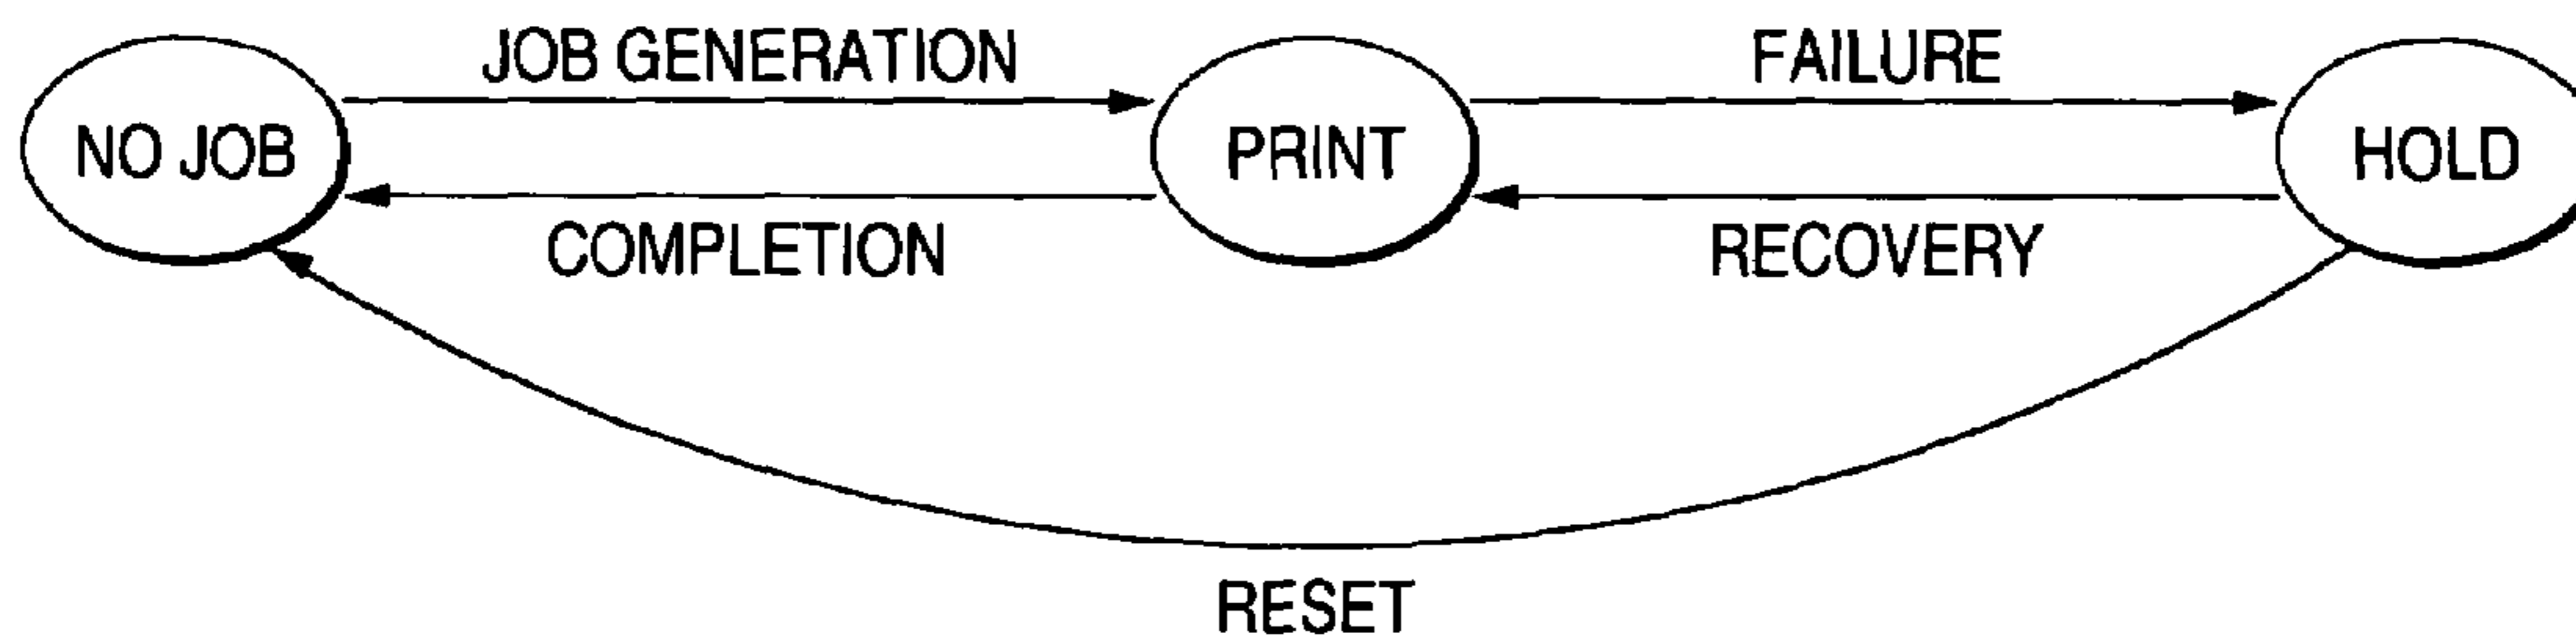 JOB GENERATION
FAILURE
NO JOB
PRINT
HOLD
COMPLETION
RECOVERY
RESET